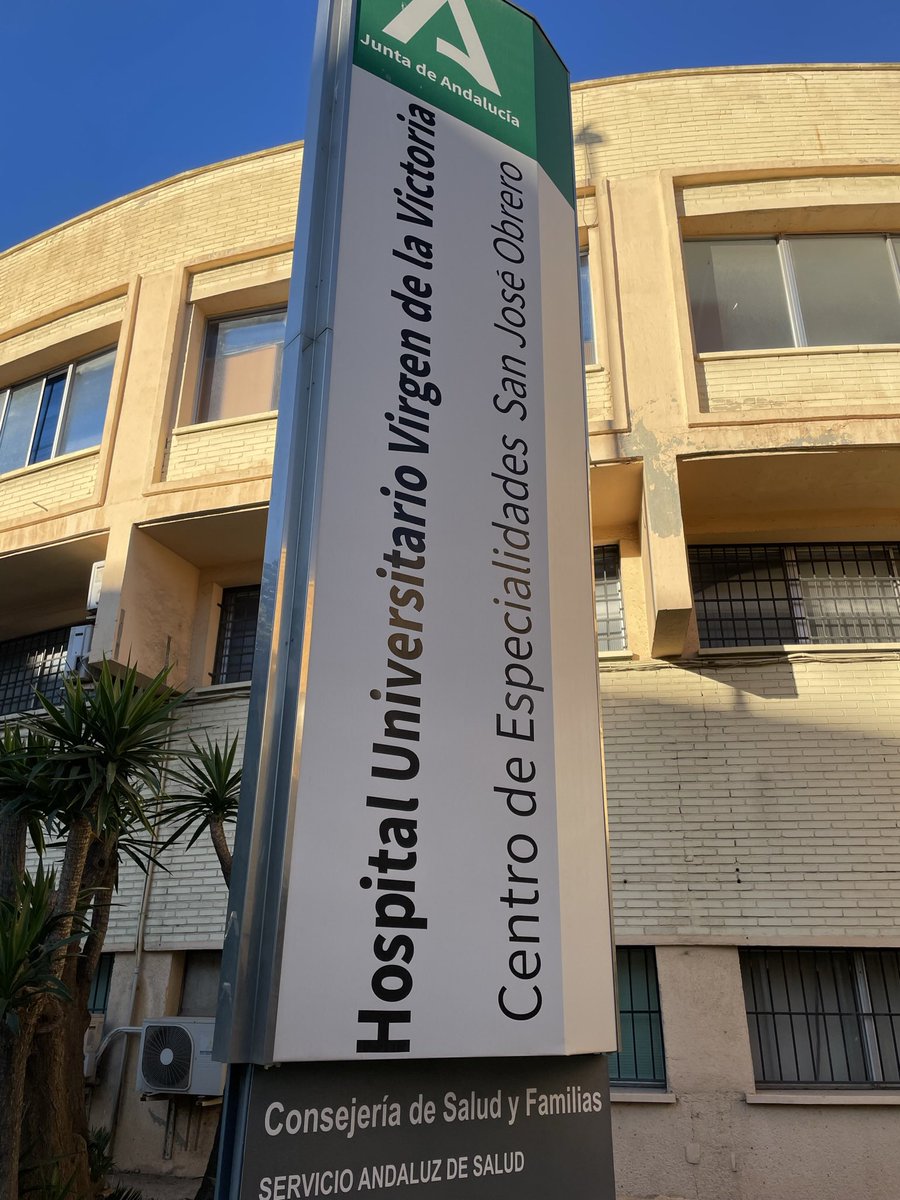 Junta de Andalucía
Hospital Universitario Virgen de la Victoria
Centro de Especialidades San José Obrero
Consejería de Salud y Familias
SERVICIO ANDALUZ DE SALUD